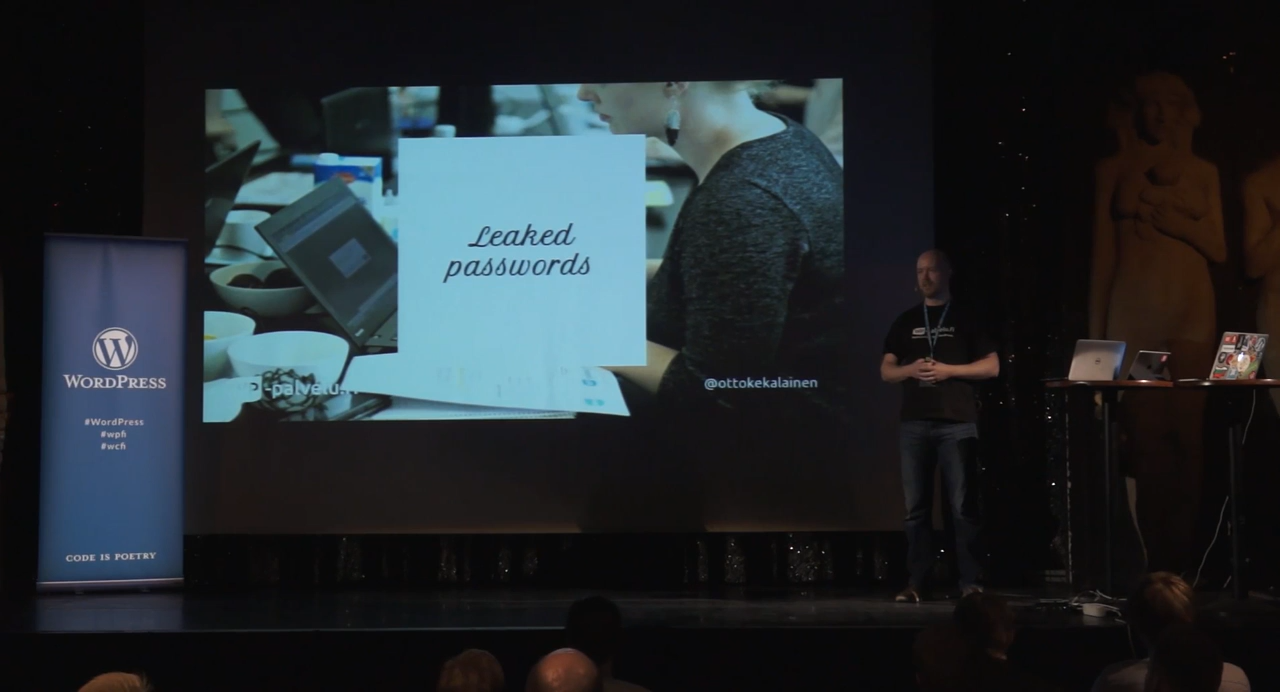 Leaked
passwords
@ottokekalainen
WORDPRESS
#WordPress
#wpfi
#wcfi
CODE IS POETRY